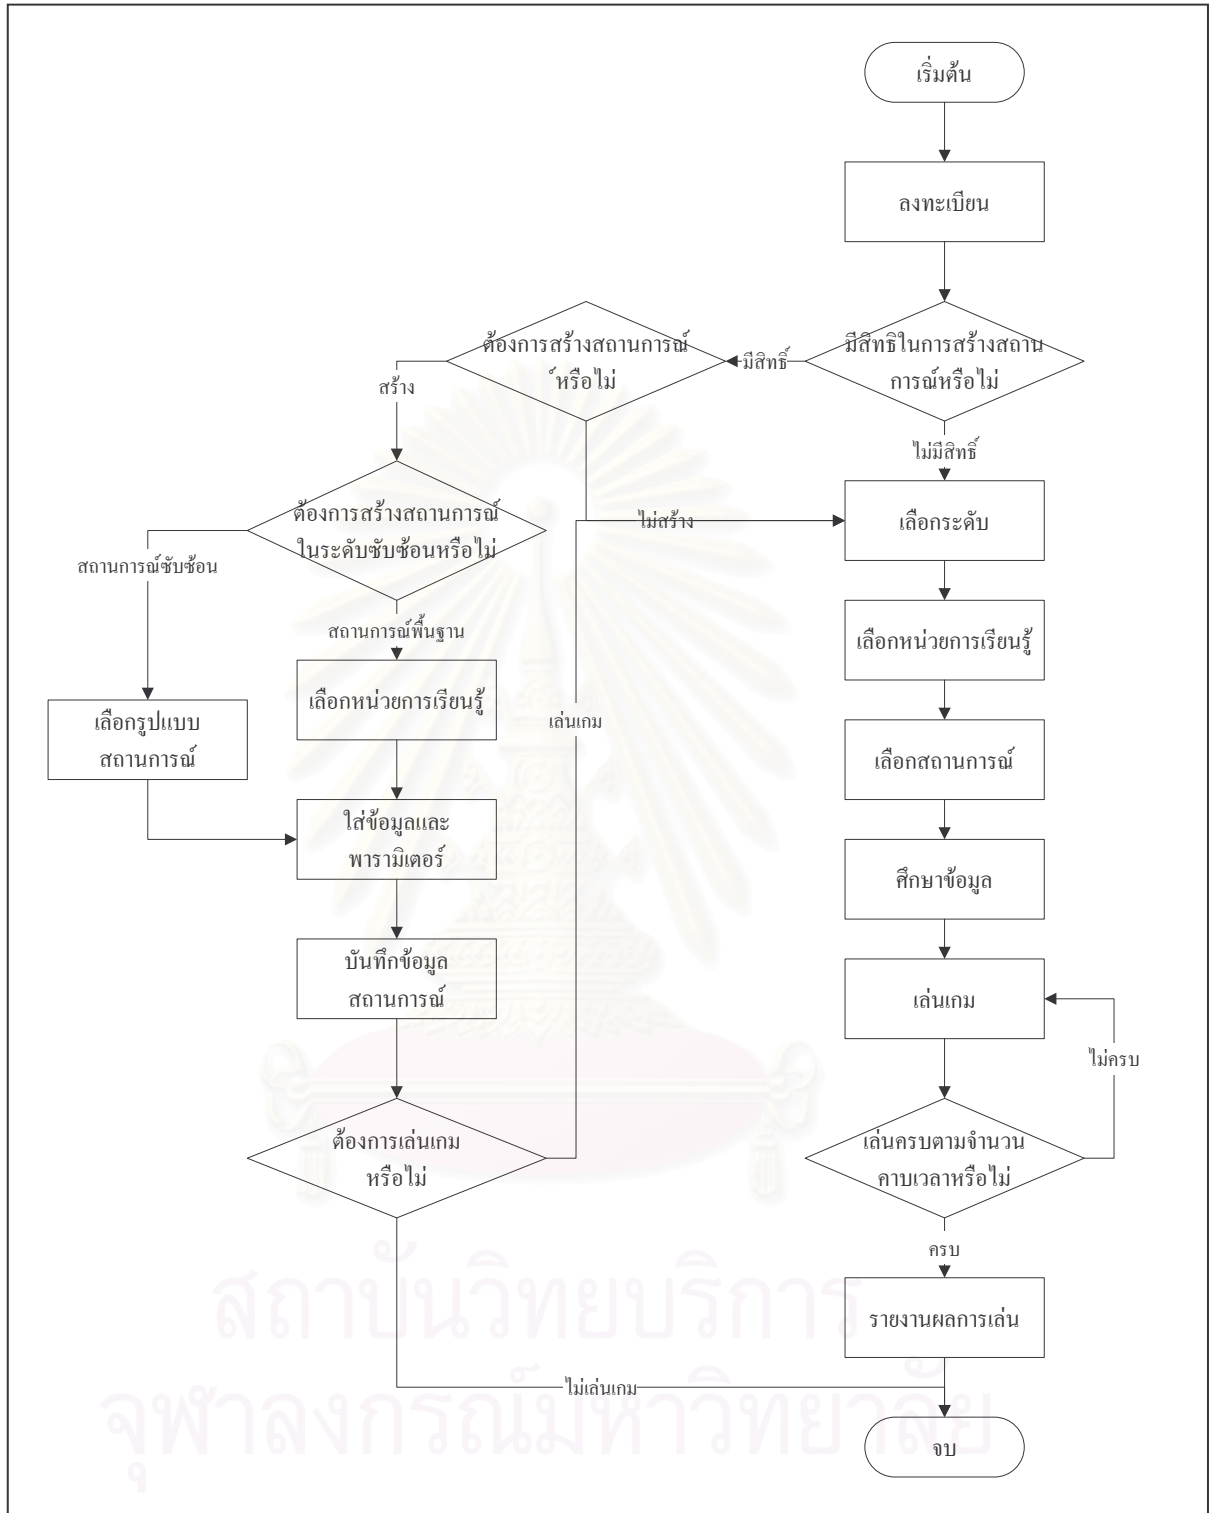 เริ่มต้น
ลงทะเบียน
มีสิทธิในการสร้างสถาน
การณ์หรือไม่
มีสิทธิ์
ไม่มีสิทธิ์
ต้องการสร้างสถานการณ์
์หรือไม่
สร้าง
ไม่สร้าง
ต้องการสร้างสถานการณ์
ในระดับซับซ้อนหรือไม่
สถานการณ์ซับซ้อน
สถานการณ์พื้นฐาน
เลือกรูปแบบ
สถานการณ์
เลือกหน่วยการเรียนรู้
ใส่ข้อมูลและ
พารามิเตอร์
บันทึกข้อมูล
สถานการณ์
ต้องการเล่นเกม
หรือไม่
เล่นเกม
ไม่เล่นเกม
เลือกระดับ
เลือกหน่วยการเรียนรู้
เลือกสถานการณ์
ศึกษาข้อมูล
เล่นเกม
ไม่ครบ
เล่นครบตามจำนวน
คาบเวลาหรือไม่
ครบ
รายงานผลการเล่น
จบ
สถาบันวิทยบริการ
จุฬาลงกรณ์มหาวิทยาลัย